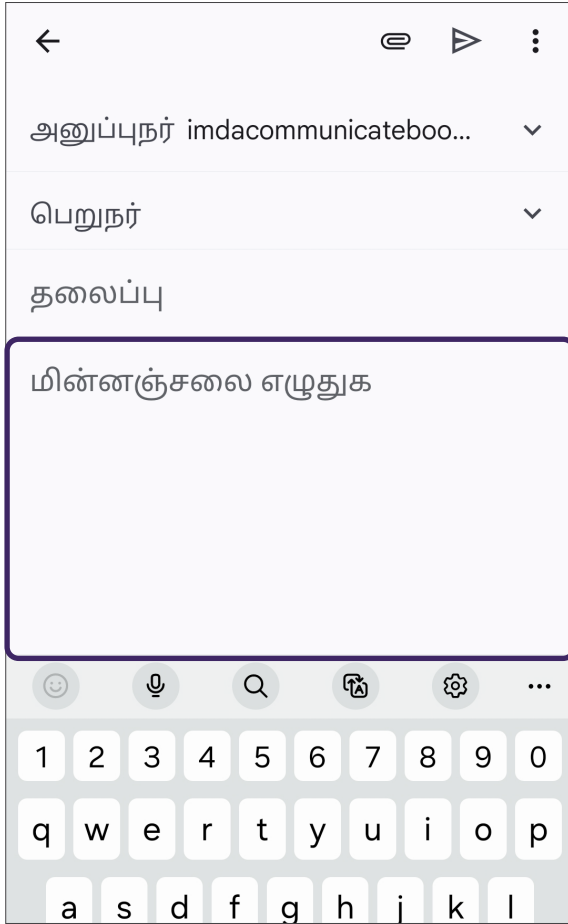 அனுப்புநர் imdacommunicateboo...
பெறுநர்
தலைப்பு
மின்னஞ்சலை எழுதுக
1 2 3 4 5 6 7 8 9 0
q w e r t y u i o p
a s d f g h j k l